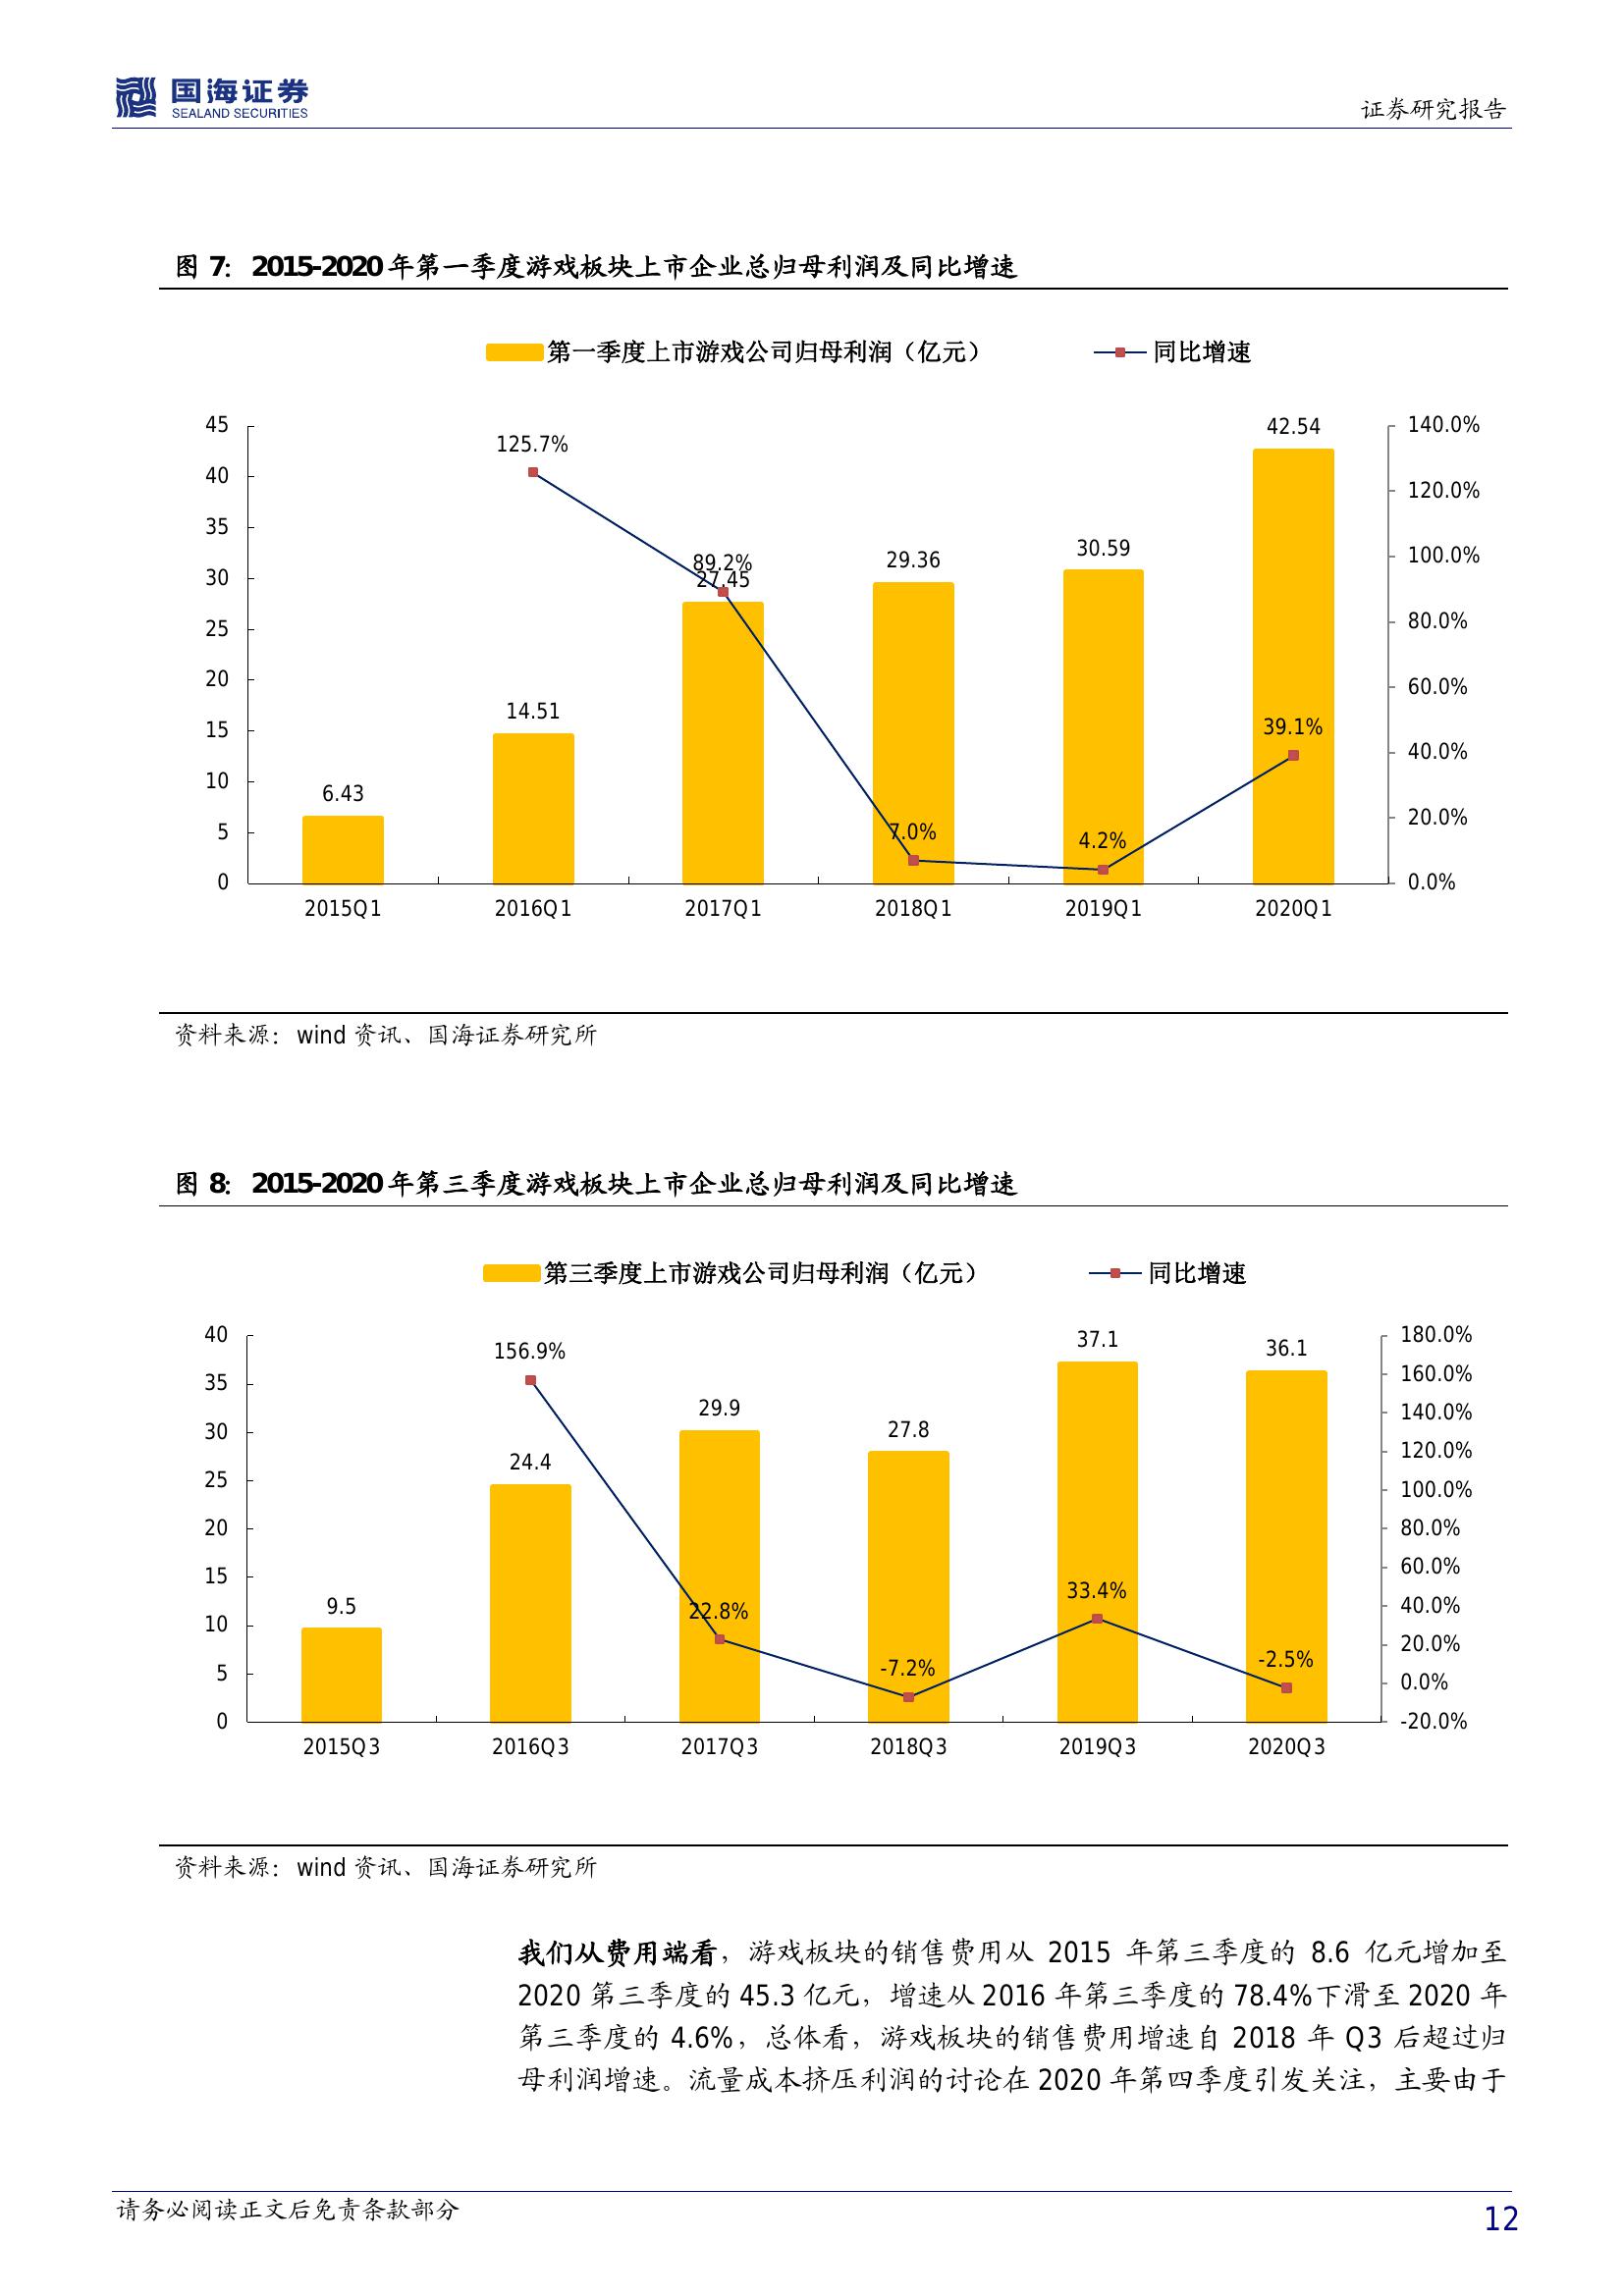 国海证券
SEALAND SECURITIES
证券研究报告
图 7: 2015-2020 年第一季度游戏板块上市企业总归母利润及同比增速
第一季度上市游戏公司归母利润（亿元） 同比增速
45 140.0%
40 120.0%
35 100.0%
30 80.0%
25 60.0%
20 40.0%
15 20.0%
10 0.0%
5
0
125.7% 89.2% 7.0% 4.2% 39.1%
6.43 14.51 27.45 29.36 30.59 42.54
2015Q1 2016Q1 2017Q1 2018Q1 2019Q1 2020Q1
资料来源：wind 资讯、国海证券研究所
图 8: 2015-2020 年第三季度游戏板块上市企业总归母利润及同比增速
第三季度上市游戏公司归母利润（亿元） 同比增速
40 180.0%
35 160.0%
30 140.0%
25 120.0%
20 100.0%
15 80.0%
10 60.0%
5 40.0%
0 20.0%
0.0%
-20.0%
156.9% 22.8% -7.2% 33.4% -2.5%
9.5 24.4 29.9 27.8 37.1 36.1
2015Q3 2016Q3 2017Q3 2018Q3 2019Q3 2020Q3
资料来源：wind 资讯、国海证券研究所
我们从费用端看，游戏板块的销售费用从 2015 年第三季度的 8.6 亿元增加至
2020 第三季度的 45.3 亿元，增速从 2016 年第三季度的 78.4%下滑至 2020 年
第三季度的 4.6%，总体看，游戏板块的销售费用增速自 2018 年 Q3 后超过归
母利润增速。流量成本挤压利润的讨论在 2020 年第四季度引发关注，主要由于
请务必阅读正文后免责条款部分
12